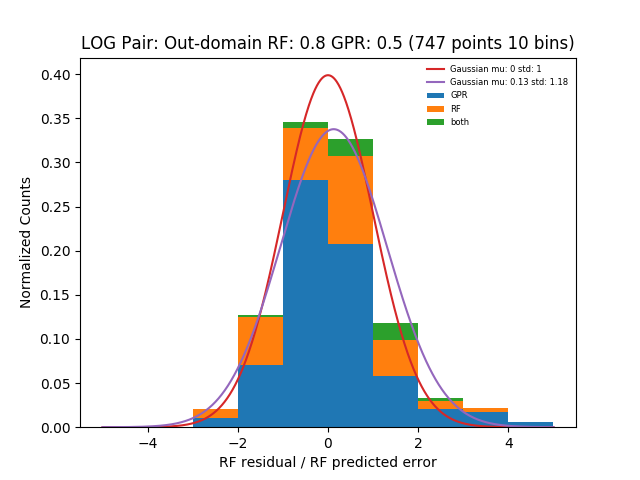 LOG Pair: Out-domain RF: 0.8 GPR: 0.5 (747 points 10 bins)
Gaussian mu: 0 std: 1
Gaussian mu: 0.13 std: 1.18
GPR
RF
both
Normalized Counts
0.40
0.35
0.30
0.25
0.20
0.15
0.10
0.05
0.00
−4
−2
0
2
4
RF residual / RF predicted error